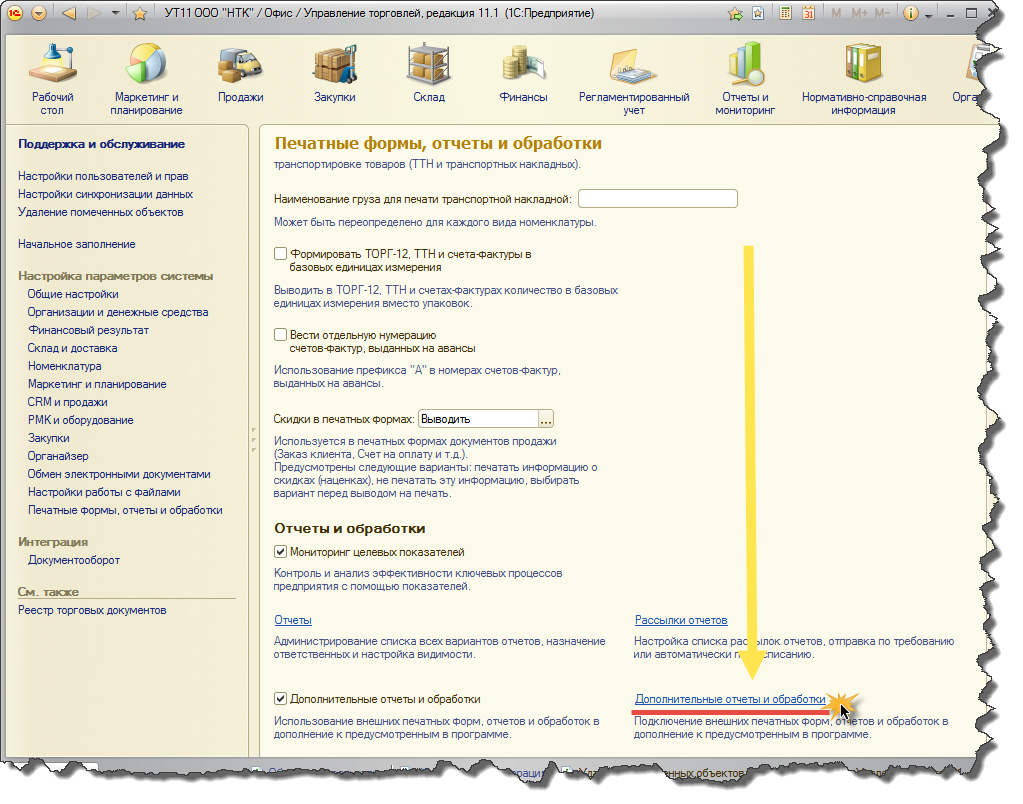 УТ11 ООО "НТК" / Офис / Управление торговлей, редакция 11.1 (1С:Предприятие)
M M+ M-
Рабочий
стол
Маркетинг и
планирование
Продажи
Закупки
Склад
Финансы
Регламентированный
учет
Отчеты и
мониторинг
Нормативно-справочная
информация
Орга
Поддержка и обслуживание
Настройки пользователей и прав
Настройки синхронизации данных
Удаление помеченных объектов
Начальное заполнение
Настройка параметров системы
Общие настройки
Организации и денежные средства
Финансовый результат
Склад и доставка
Номенклатура
Маркетинг и планирование
CRM и продажи
РМК и оборудование
Закупки
Органайзер
Обмен электронными документами
Настройки работы с файлами
Печатные формы, отчеты и обработки
Интеграция
Документооборот
См. также
Реестр торговых документов
Печатные формы, отчеты и обработки
транспортировке товаров (ТТН и транспортных накладных).
Наименование груза для печати транспортной накладной:
Может быть переопределено для каждого вида номенклатуры.
Формировать ТОРГ-12, ТТН и счета-фактуры в
базовых единицах измерения
Выводить в ТОРГ-12, ТТН и счетах-фактурах количество в базовых
единицах измерения вместо упаковок.
Вести отдельную нумерацию
счетов-фактур, выданных на авансы
Использование префикса "А" в номерах счетов-фактур,
выданных на авансы.
Скидки в печатных формах: Выводить ...
Используется в печатных формах документов продажи
(Заказ клиента, Счет на оплату и т.д.).
Предусмотрены следующие варианты: печатать информацию о
скидках (наценках), не печатать эту информацию, выбирать
вариант перед выводом на печать.
Отчеты и обработки
Мониторинг целевых показателей
Контроль и анализ эффективности ключевых процессов
предприятия с помощью показателей.
Отчеты
Администрирование списка всех вариантов отчетов, назначение
ответственных и настройка видимости.
Рассылки отчетов
Настройка списка рассылок отчетов, отправка по требованию
или автоматически по расписанию.
Дополнительные отчеты и обработки
Использование внешних печатных форм, отчетов и обработок в
дополнение к предусмотренным в программе.
Дополнительные отчеты и обработки
Подключение внешних печатных форм, отчетов и обработок в
дополнение к предусмотренным в программе.